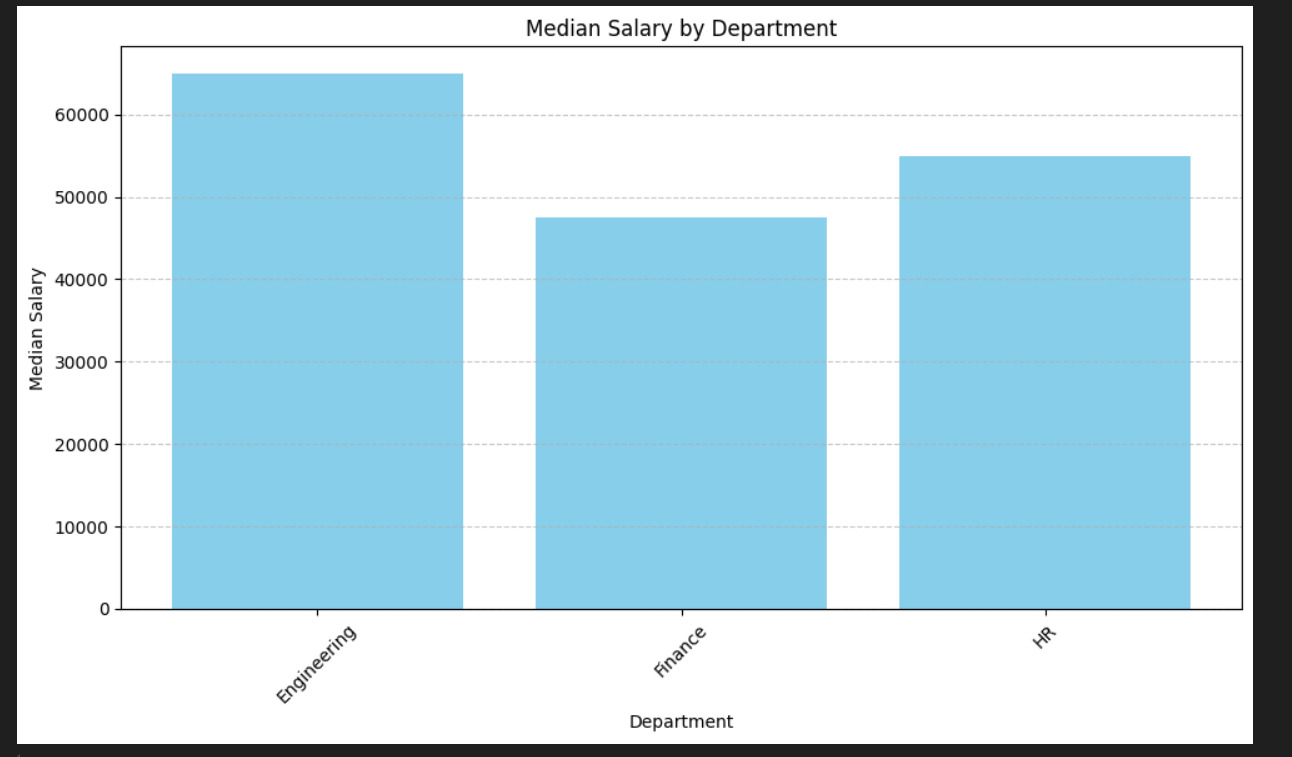 Median Salary by Department
Median Salary
60000
50000
40000
30000
20000
10000
0
Engineering
Finance
HR
Department